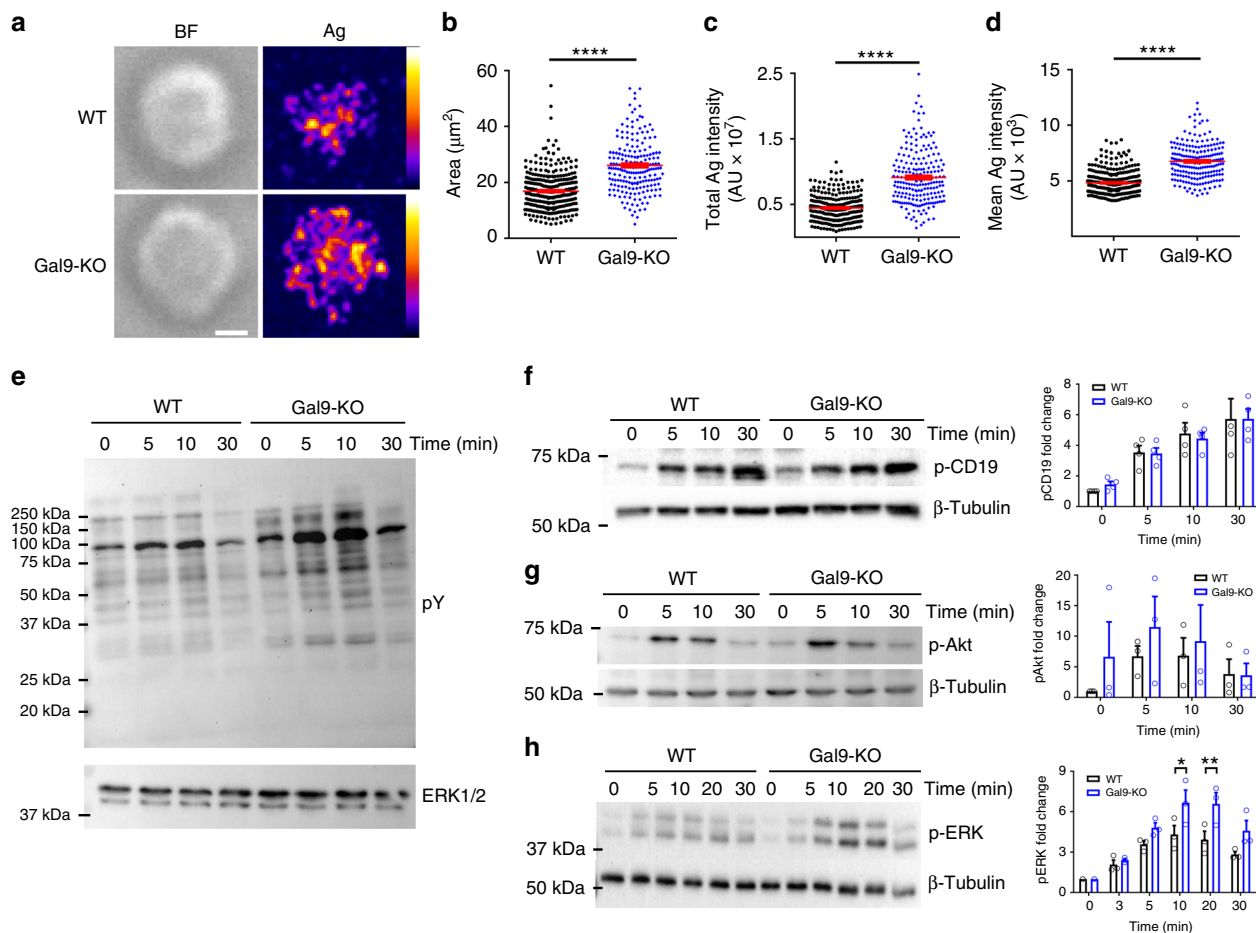 a
BF
Ag
WT
Gal9-KO
b
****
Area (µm²)
60
40
20
0
WT
Gal9-KO
c
****
Total Ag intensity
(AU × 10⁷)
2.5
1.5
0.5
WT
Gal9-KO
d
****
Mean Ag intensity
(AU × 10³)
15
10
5
WT
Gal9-KO
e
WT
Gal9-KO
0 5 10 30 0 5 10 30 Time (min)
250 kDa
150 kDa
100 kDa
75 kDa
50 kDa
37 kDa
25 kDa
20 kDa
pY
37 kDa
ERK1/2
f
WT
Gal9-KO
0 5 10 30 0 5 10 30 Time (min)
75 kDa
p-CD19
β-Tubulin
50 kDa
pCD19 fold change
8
6
4
2
0
WT
Gal9-KO
0 5 10 30
Time (min)
g
WT
Gal9-KO
0 5 10 30 0 5 10 30 Time (min)
75 kDa
p-Akt
50 kDa
β-Tubulin
pAkt fold change
20
15
10
5
0
WT
Gal9-KO
0 5 10 30
Time (min)
h
WT
Gal9-KO
0 5 10 20 30 0 5 10 20 30 Time (min)
p-ERK
37 kDa
50 kDa
β-Tubulin
pERK fold change
9
6
3
0
WT
Gal9-KO
* **
0 3 5 10 20 30
Time (min)